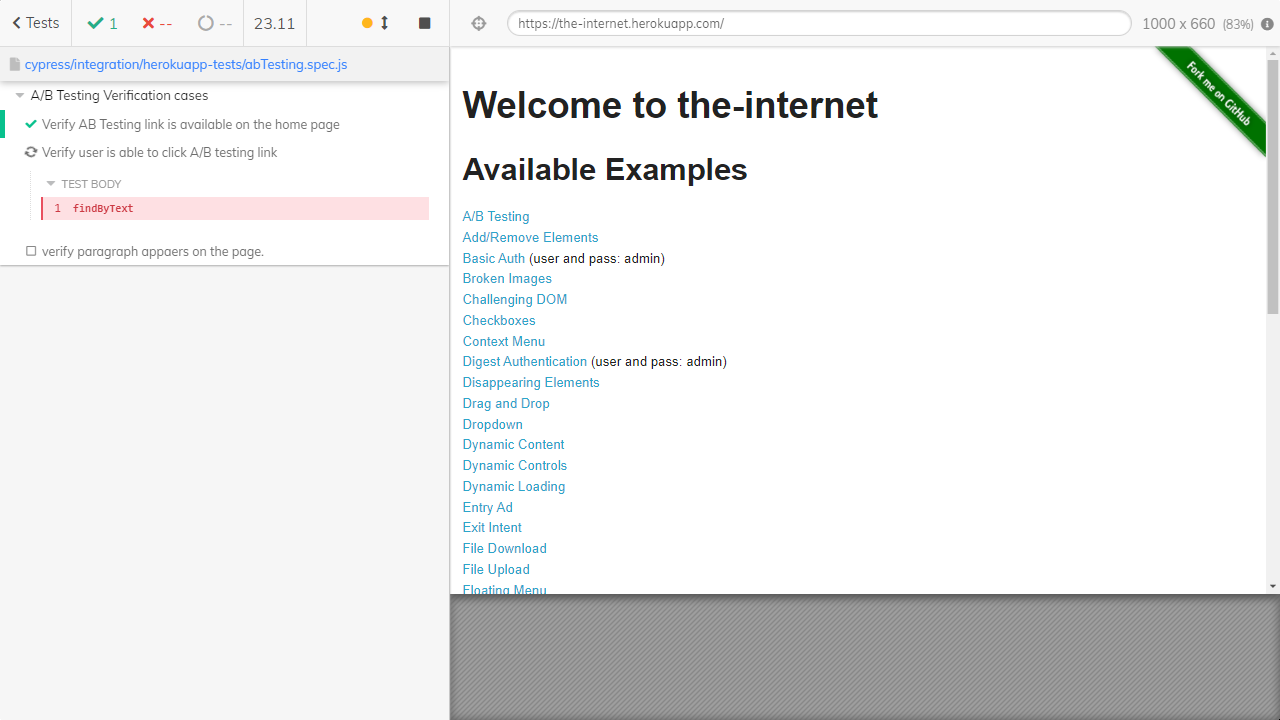 Tests 1 -- -- 23.11
https://the-internet.herokuapp.com/ 1000 x 660 (83%)
cypress/integration/herokuapp-tests/abTesting.spec.js
A/B Testing Verification cases
Verify AB Testing link is available on the home page
Verify user is able to click A/B testing link
TEST BODY
1 findByText
verify paragraph appaers on the page.
Fork me on GitHub
Welcome to the-internet
Available Examples
A/B Testing
Add/Remove Elements
Basic Auth (user and pass: admin)
Broken Images
Challenging DOM
Checkboxes
Context Menu
Digest Authentication (user and pass: admin)
Disappearing Elements
Drag and Drop
Dropdown
Dynamic Content
Dynamic Controls
Dynamic Loading
Entry Ad
Exit Intent
File Download
File Upload
Floating Menu